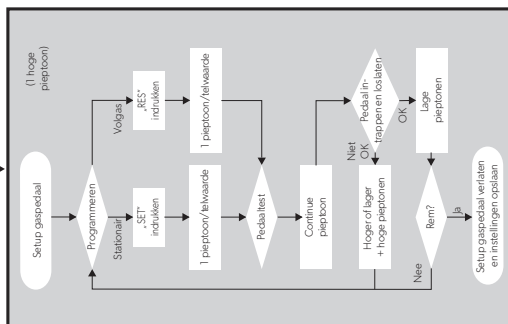 (1 hoge
pieptoon)
Setup gaspedaal
Programmeren
Stationair
Volgas
„SET"
indrukken
„RES"
indrukken
1 pieptoon/telwaarde
1 pieptoon/telwaarde
Pedaaltest
Continue
pieptoon
Pedaal in-
trappen en loslaten
Niet
OK
OK
Hoger of lager
+ hoge pieptonen
Lage
pieptonen
Rem?
Nee
Ja
Setup gaspedaal verlaten
en instellingen opslaan